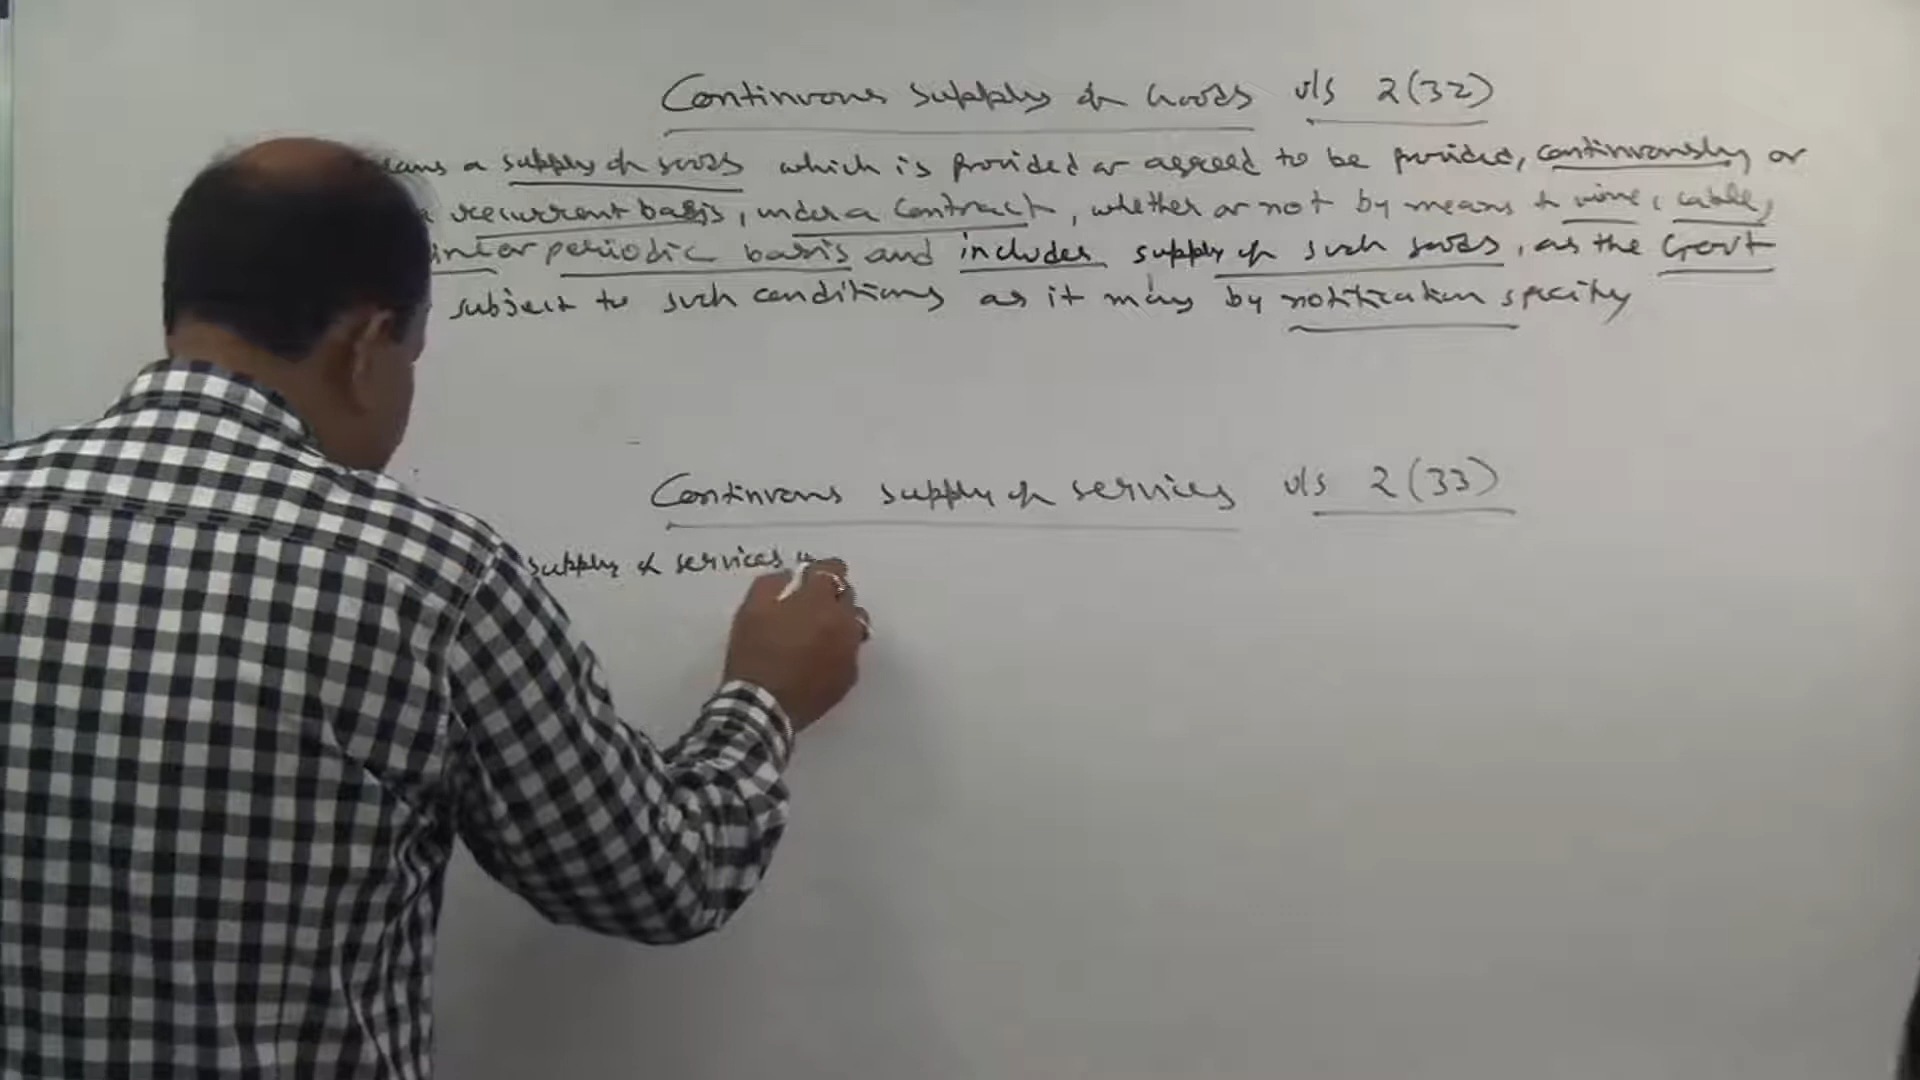 Continuous supply of Goods u/s 2(32)
means a supply of goods which is provided or agreed to be provided, continuously or
recurrent basis, under a contract, whether or not by means of wire, cable,
or periodic basis and includes supply of such goods, as the Govt
subject to such conditions as it may by notification specify
Continuous supply of services u/s 2(33)
supply of services